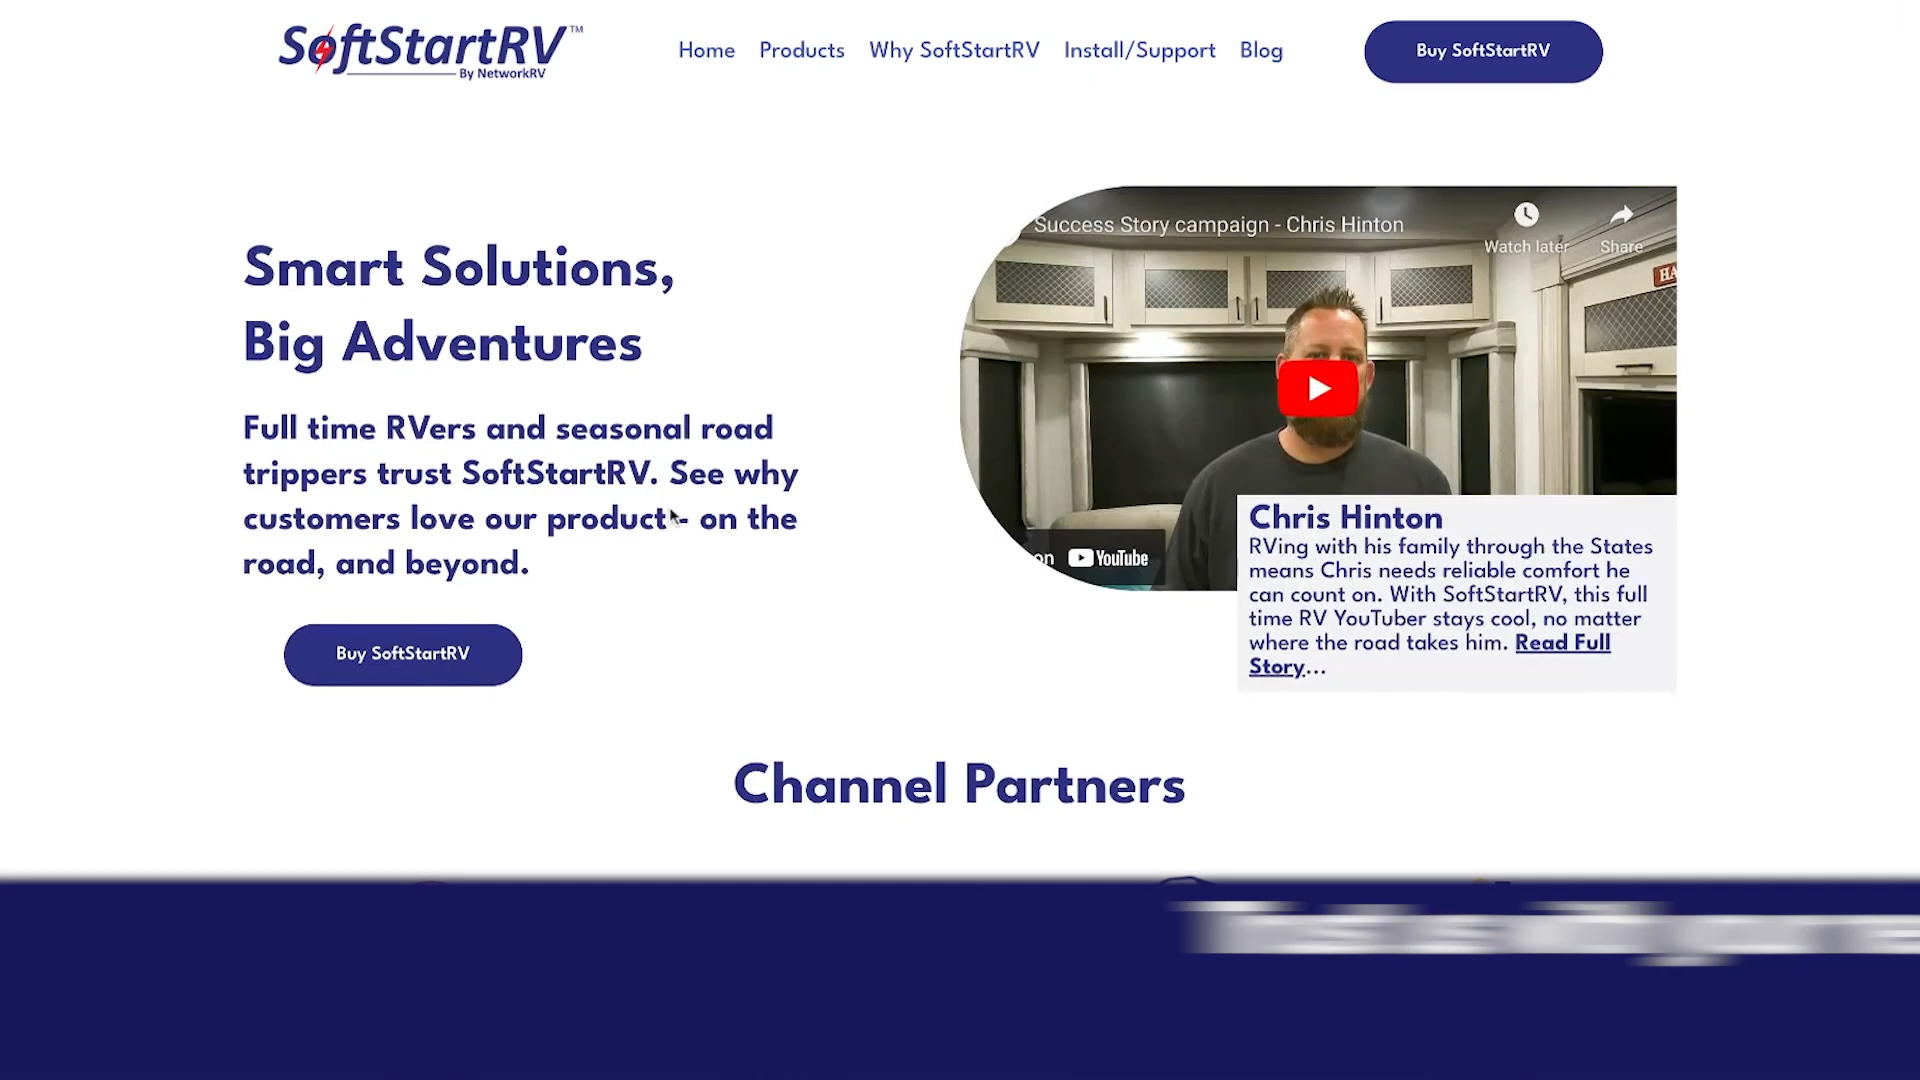 SoftStartRV™
By NetworkRV
Home
Products
Why SoftStartRV
Install/Support
Blog
Buy SoftStartRV
Smart Solutions,
Big Adventures
Full time RVers and seasonal road
trippers trust SoftStartRV. See why
customers love our product - on the
road, and beyond.
Buy SoftStartRV
Success Story campaign - Chris Hinton
Watch later
Share
HA
on
YouTube
Chris Hinton
RVing with his family through the States
means Chris needs reliable comfort he
can count on. With SoftStartRV, this full
time RV YouTuber stays cool, no matter
where the road takes him. Read Full
Story...
Channel Partners